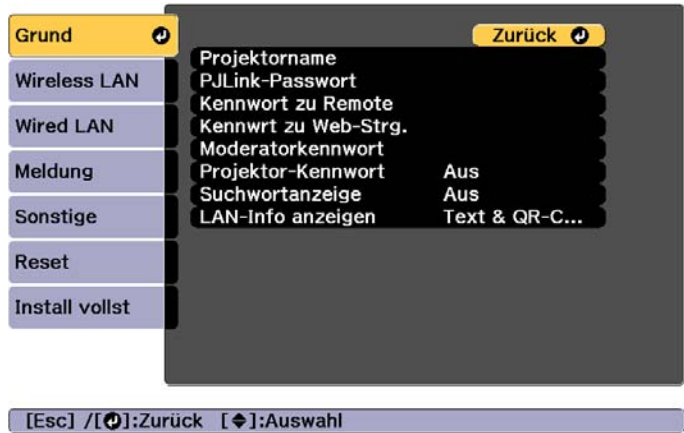 Grund
Wireless LAN
Wired LAN
Meldung
Sonstige
Reset
Install vollst
Zurück
Projektorname
PJLink-Passwort
Kennwort zu Remote
Kennwrt zu Web-Strg.
Moderatorkennwort
Projektor-Kennwort Aus
Suchwortanzeige Aus
LAN-Info anzeigen Text & QR-C...
[Esc] /[⏎]:Zurück [◆]:Auswahl